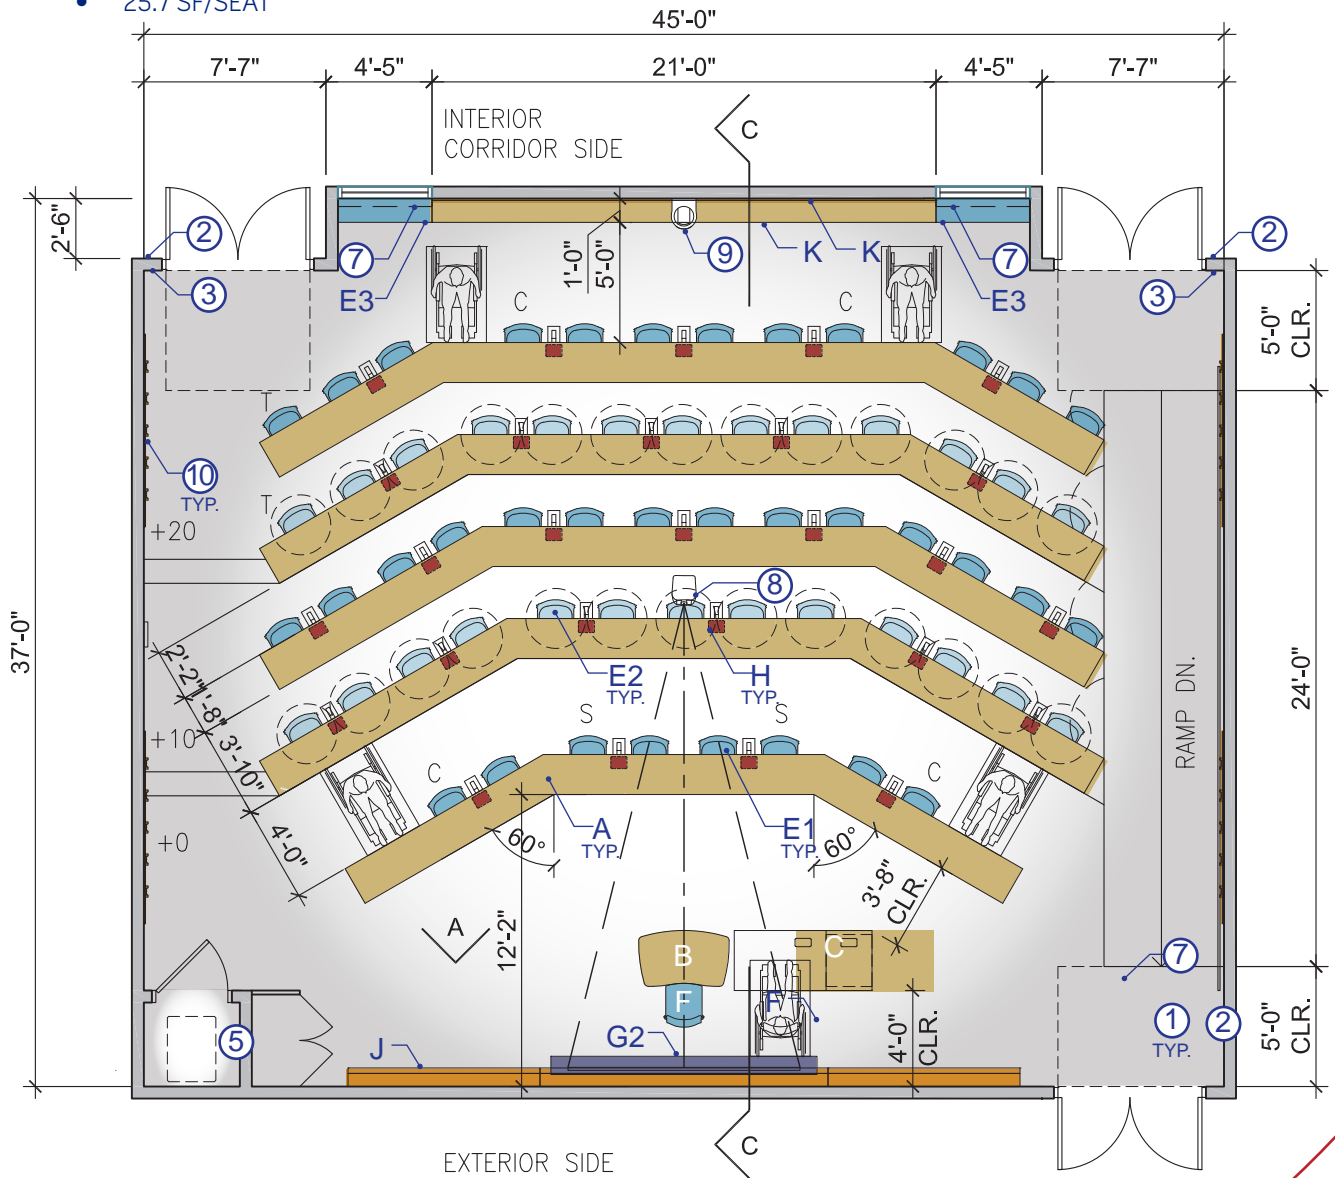 • 25.7 SF/SEAT
45'-0"
7'-7"
4'-5"
21'-0"
4'-5"
7'-7"
INTERIOR
CORRIDOR SIDE
C
2'-6"
2
7
E3
3
1'-0"
5'-0"
9
K
K
7
E3
2
3
C
C
5'-0"
CLR.
T
10
TYP.
T
+20
8
37'-0"
2'-2"
1'-8"
3'-10"
4'-0"
+10
+0
E2
TYP.
H
TYP.
S
S
C
C
RAMP DN.
24'-0"
A
TYP.
E1
TYP.
60°
60°
3'-8"
CLR.
12'-2"
A
B
C
F
F
7
4'-0"
CLR.
1
TYP.
2
5'-0"
CLR.
5
J
G2
C
EXTERIOR SIDE